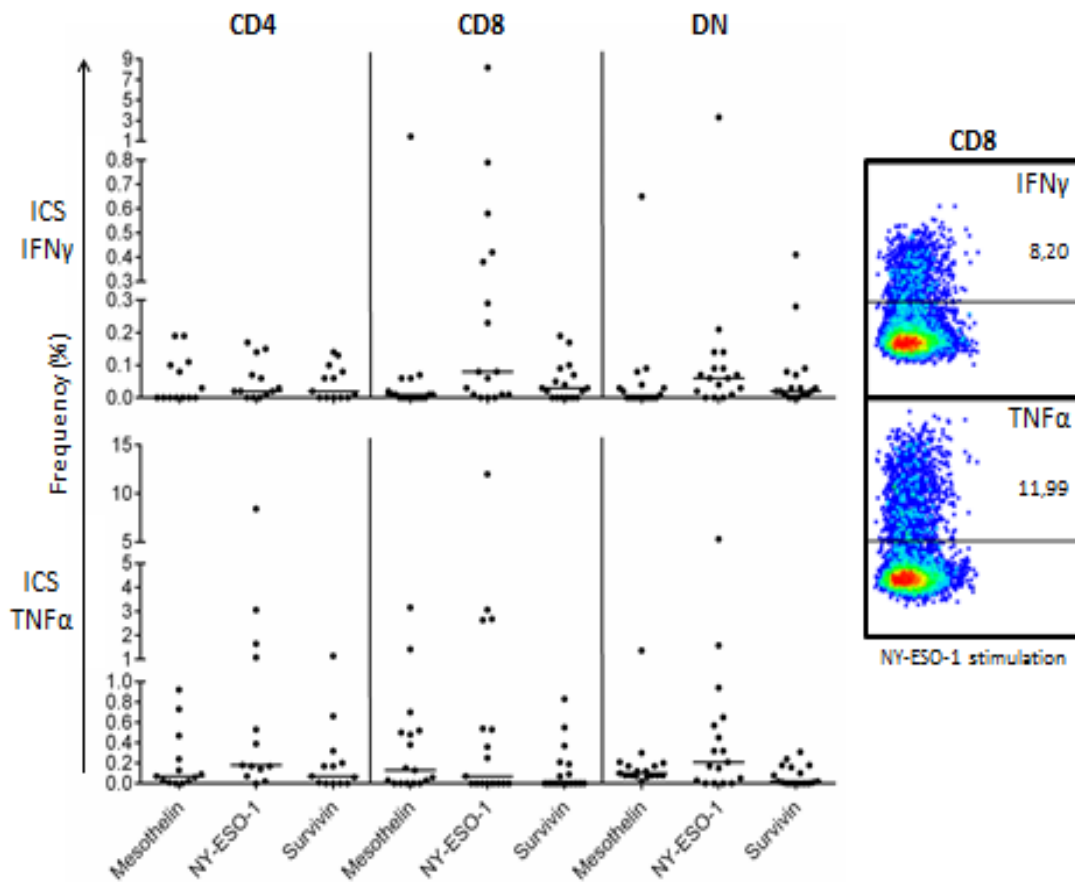 CD4 CD8 DN
9
7
5
3
1
0.8
0.7
0.6
0.5
0.4
0.3
0.3
0.2
0.1
0.0
ICS
IFNγ
Frequency (%)
15
10
5
5
4
3
2
1
1.0
0.8
0.6
0.4
0.2
0.0
ICS
TNFα
Mesothelin NY-ESO-1 Survivin Mesothelin NY-ESO-1 Survivin Mesothelin NY-ESO-1 Survivin
CD8
IFNγ
8,20
TNFα
11,99
NY-ESO-1 stimulation